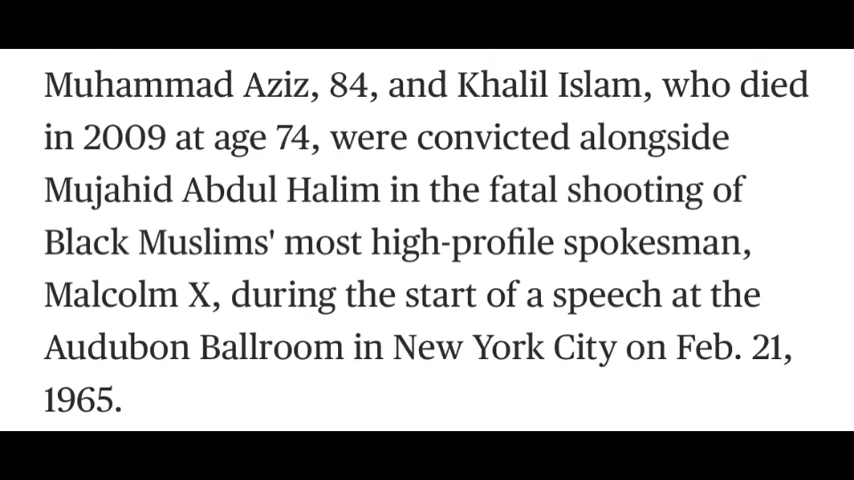 Muhammad Aziz, 84, and Khalil Islam, who died
in 2009 at age 74, were convicted alongside
Mujahid Abdul Halim in the fatal shooting of
Black Muslims' most high-profile spokesman,
Malcolm X, during the start of a speech at the
Audubon Ballroom in New York City on Feb. 21,
1965.